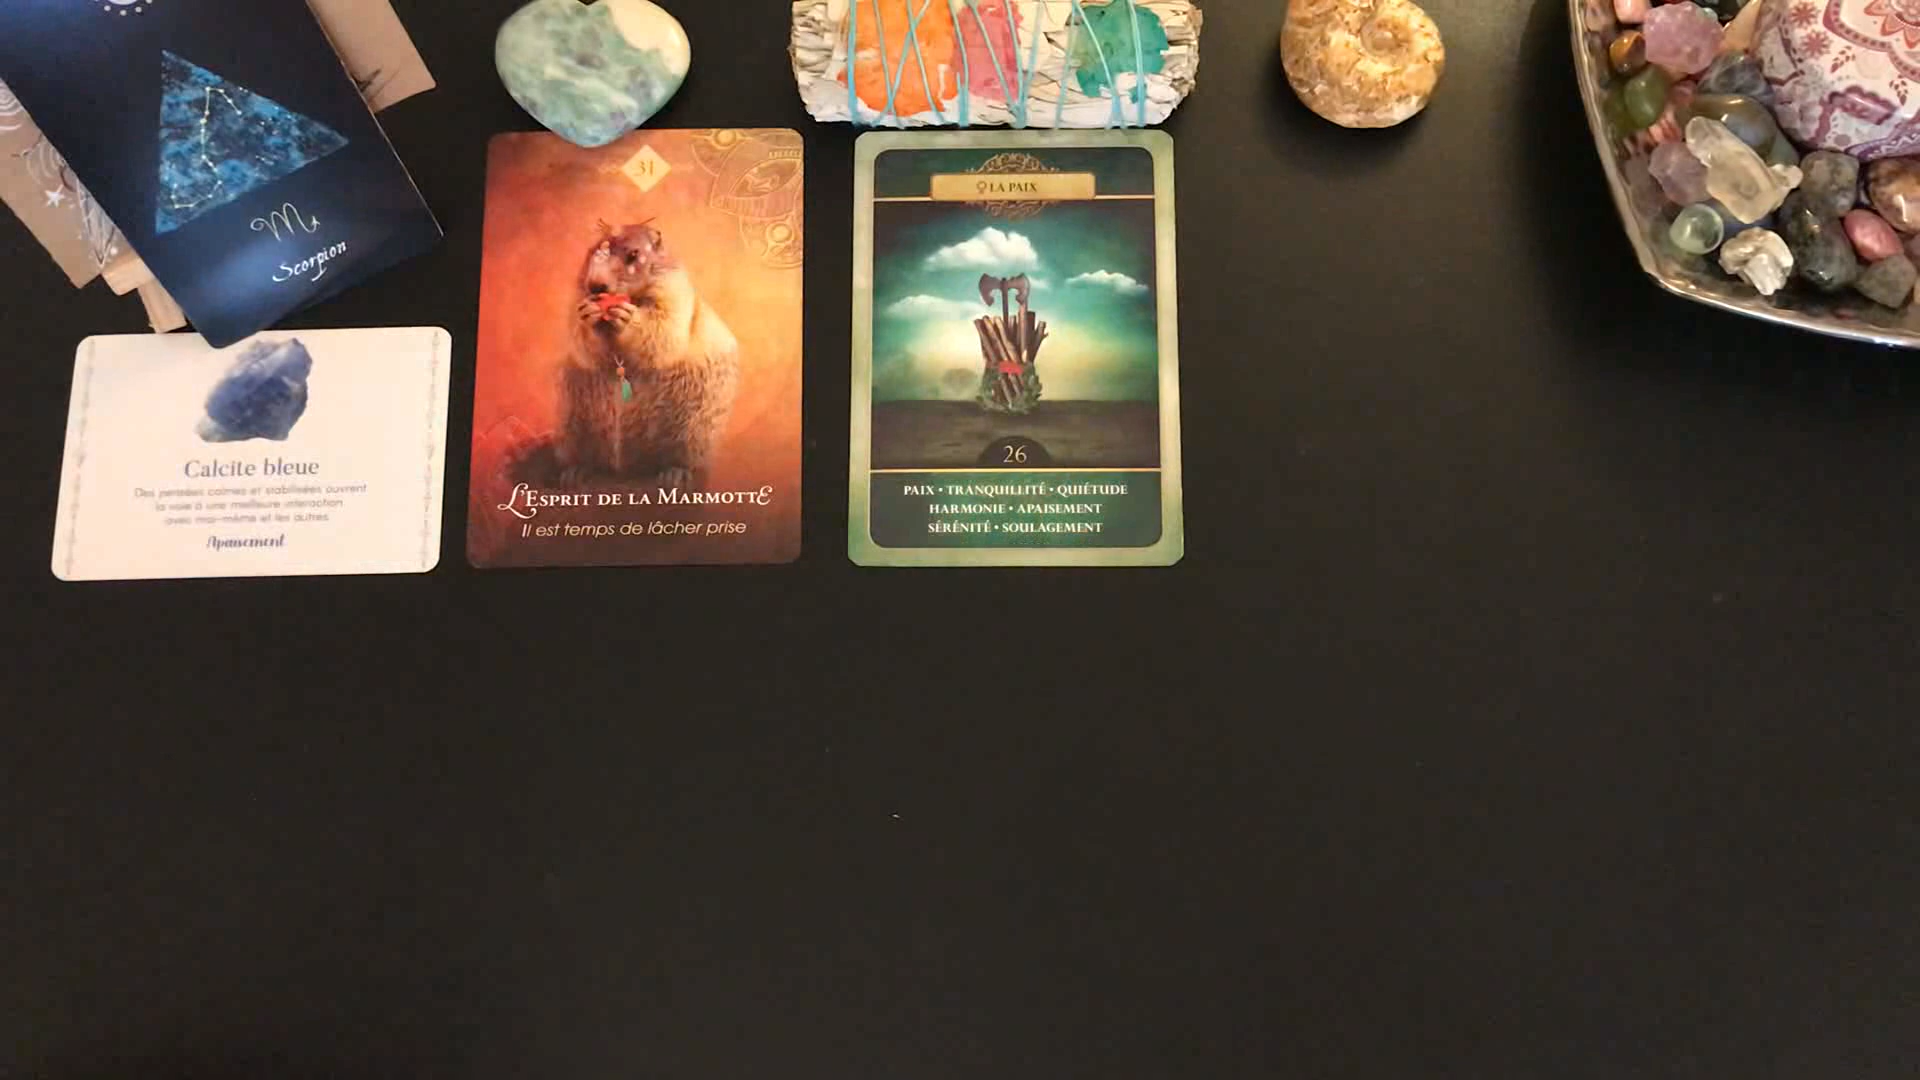 Scorpion
Calcite bleue
Des pensées calmes et stabilisées ouvrent
la voie à une meilleure interaction
avec moi-même et les autres.
Apaisement
31
L'ESPRIT DE LA MARMOTTE
Il est temps de lâcher prise
♀ LA PAIX
26
PAIX • TRANQUILLITÉ • QUIÉTUDE
HARMONIE • APAISEMENT
SÉRÉNITÉ • SOULAGEMENT